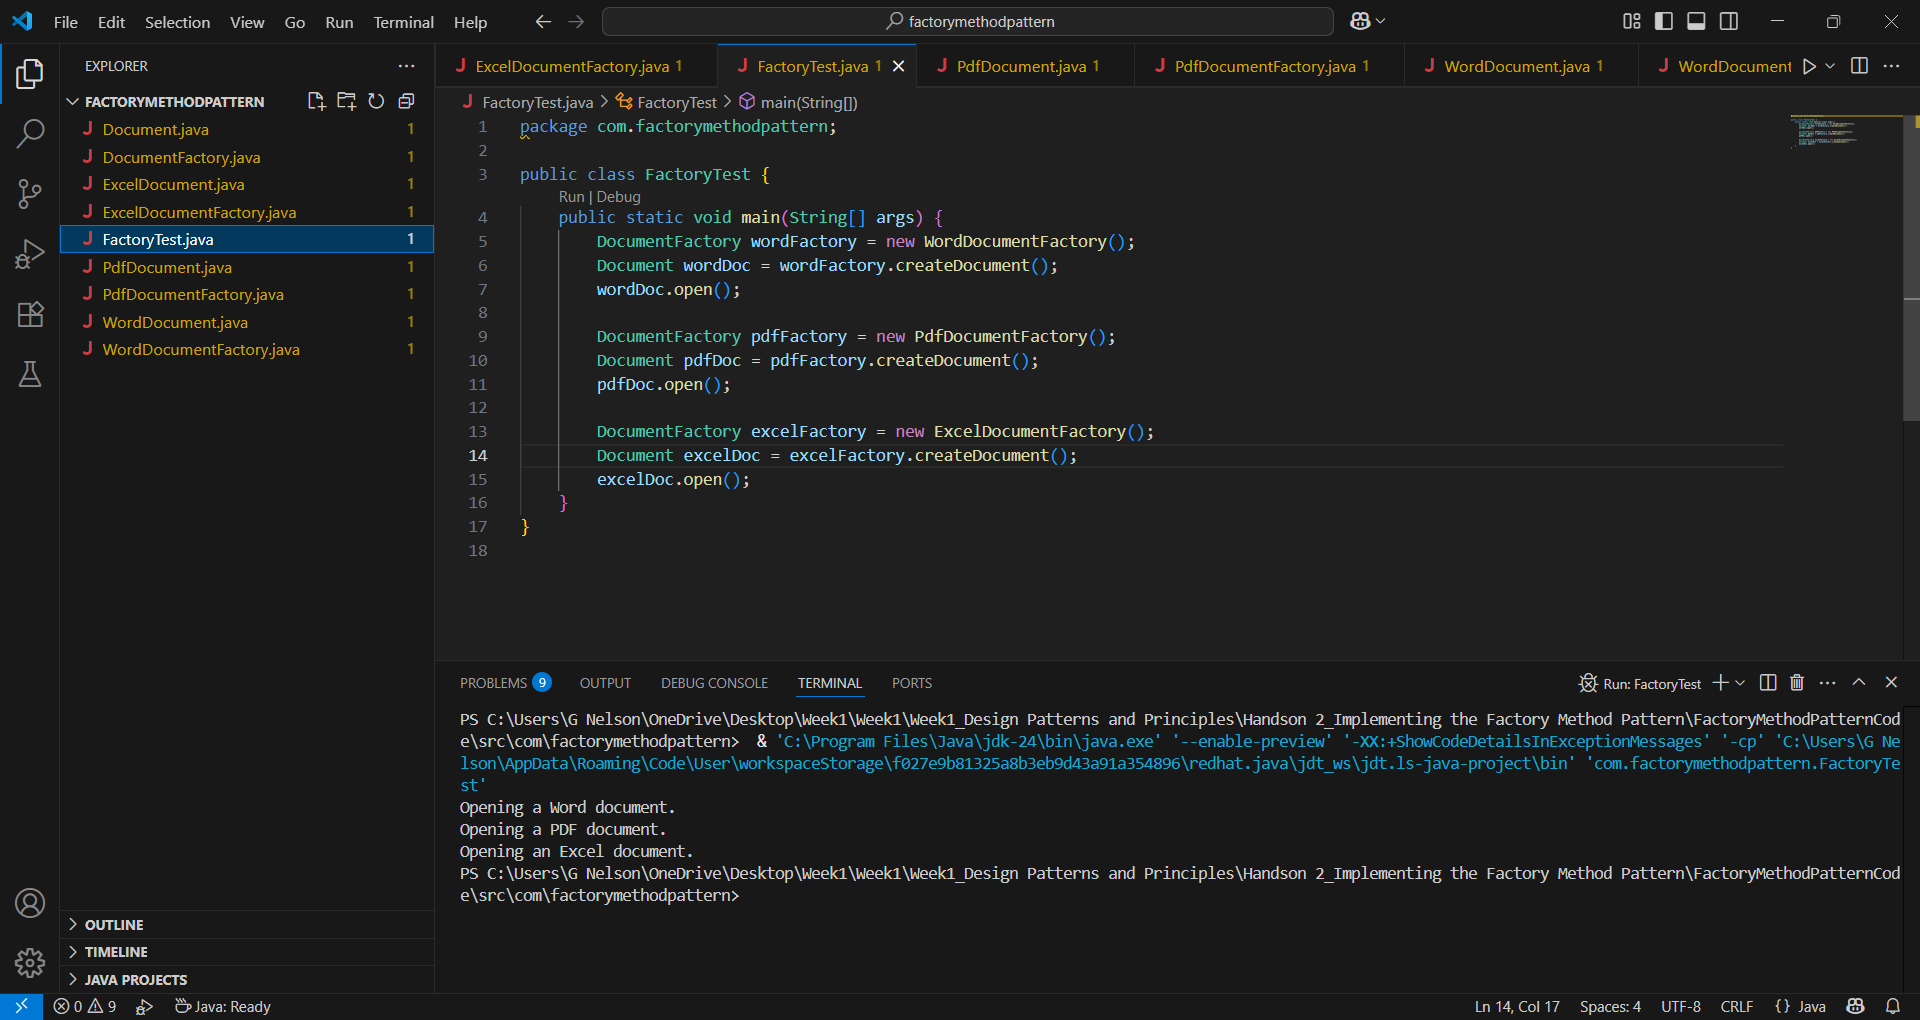 File Edit Selection View Go Run Terminal Help
factorymethodpattern
EXPLORER
FACTORYMETHODPATTERN
Document.java 1
DocumentFactory.java 1
ExcelDocument.java 1
ExcelDocumentFactory.java 1
FactoryTest.java 1
PdfDocument.java 1
PdfDocumentFactory.java 1
WordDocument.java 1
WordDocumentFactory.java 1
OUTLINE
TIMELINE
JAVA PROJECTS
ExcelDocumentFactory.java 1 FactoryTest.java 1 PdfDocument.java 1 PdfDocumentFactory.java 1 WordDocument.java 1 WordDocument
FactoryTest.java > FactoryTest > main(String[])
1 package com.factorymethodpattern;
2
3 public class FactoryTest {
Run | Debug
4 public static void main(String[] args) {
5 DocumentFactory wordFactory = new WordDocumentFactory();
6 Document wordDoc = wordFactory.createDocument();
7 wordDoc.open();
8
9 DocumentFactory pdfFactory = new PdfDocumentFactory();
10 Document pdfDoc = pdfFactory.createDocument();
11 pdfDoc.open();
12
13 DocumentFactory excelFactory = new ExcelDocumentFactory();
14 Document excelDoc = excelFactory.createDocument();
15 excelDoc.open();
16 }
17 }
18
PROBLEMS 9 OUTPUT DEBUG CONSOLE TERMINAL PORTS
Run: FactoryTest
PS C:\Users\G Nelson\OneDrive\Desktop\Week1\Week1\Week1_Design Patterns and Principles\Handson 2_Implementing the Factory Method Pattern\FactoryMethodPatternCod
e\src\com\factorymethodpattern> & 'C:\Program Files\Java\jdk-24\bin\java.exe' '--enable-preview' '-XX:+ShowCodeDetailsInExceptionMessages' '-cp' 'C:\Users\G Ne
lson\AppData\Roaming\Code\User\workspaceStorage\f027e9b81325a8b3eb9d43a91a354896\redhat.java\jdt_ws\jdt.ls-java-project\bin' 'com.factorymethodpattern.FactoryTe
st'
Opening a Word document.
Opening a PDF document.
Opening an Excel document.
PS C:\Users\G Nelson\OneDrive\Desktop\Week1\Week1\Week1_Design Patterns and Principles\Handson 2_Implementing the Factory Method Pattern\FactoryMethodPatternCod
e\src\com\factorymethodpattern>
0 9 Java: Ready Ln 14, Col 17 Spaces: 4 UTF-8 CRLF {} Java